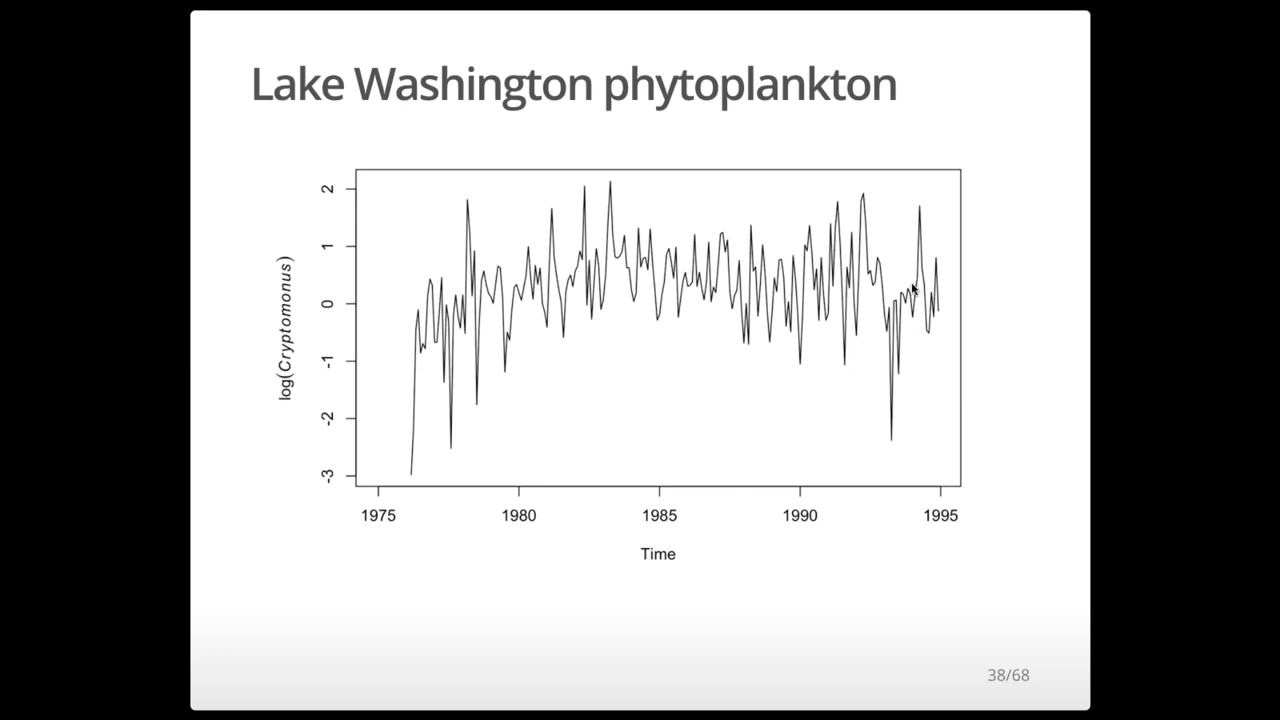 Lake Washington phytoplankton
2
1
0
-1
-2
-3
log(Cryptomonus)
1975 1980 1985 1990 1995
Time
38/68